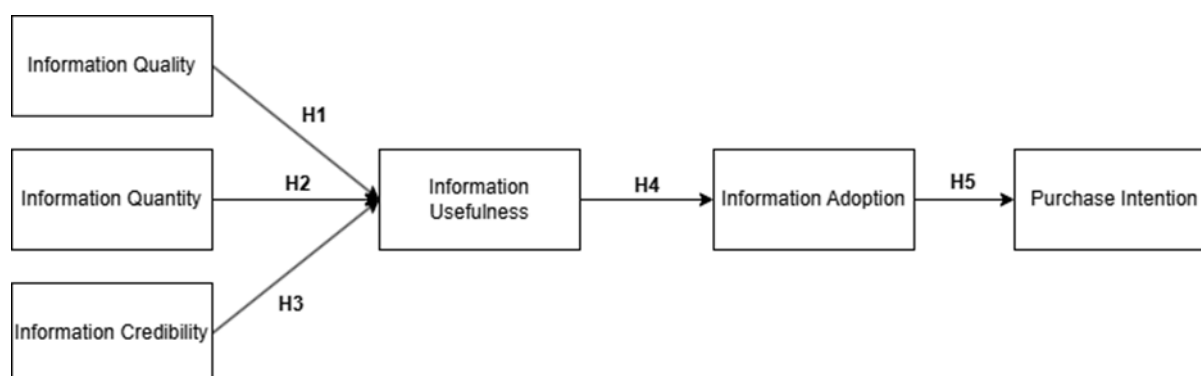 Information Quality
H1
Information Quantity
H2
Information
Usefulness
H4
Information Adoption
H5
Purchase Intention
H3
Information Credibility